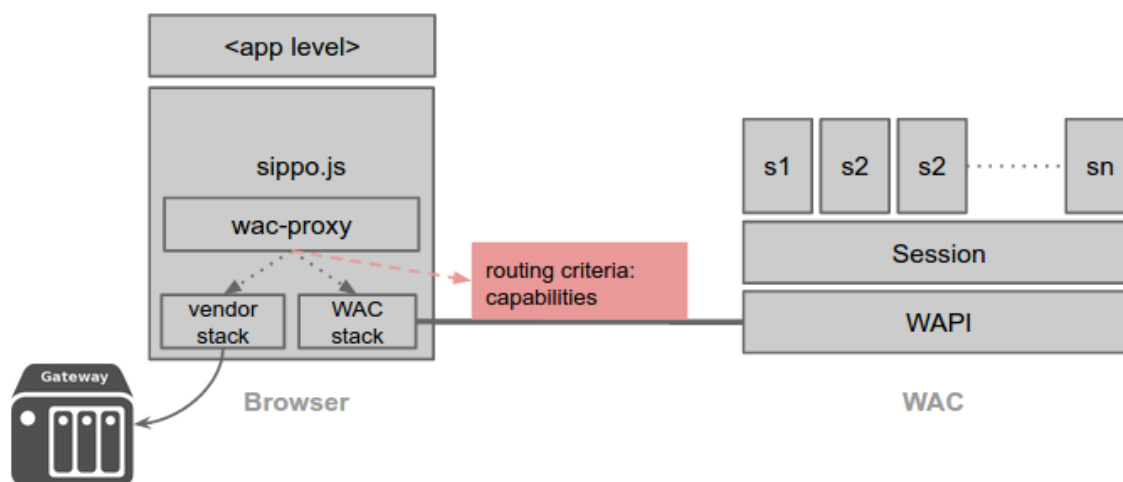 <app level>
sippo.js
wac-proxy
vendor
stack
WAC
stack
routing criteria:
capabilities
s1
s2
s2
sn
Session
WAPI
Gateway
Browser
WAC